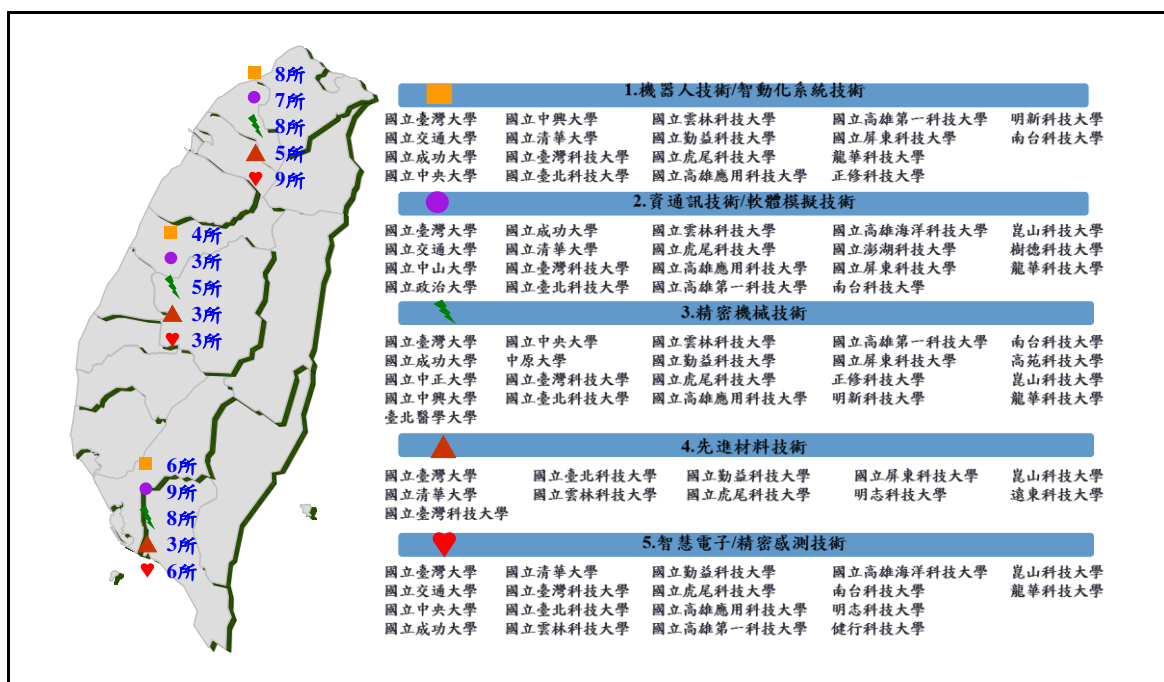 8所
7所
8所
5所
9所
4所
3所
5所
3所
3所
6所
9所
8所
3所
6所
1.機器人技術/智動化系統技術
國立臺灣大學 國立中興大學 國立雲林科技大學 國立高雄第一科技大學 明新科技大學
國立交通大學 國立清華大學 國立勤益科技大學 國立屏東科技大學 南台科技大學
國立成功大學 國立臺灣科技大學 國立虎尾科技大學 龍華科技大學
國立中央大學 國立臺北科技大學 國立高雄應用科技大學 正修科技大學
2.資通訊技術/軟體模擬技術
國立臺灣大學 國立成功大學 國立雲林科技大學 國立高雄海洋科技大學 崑山科技大學
國立交通大學 國立清華大學 國立虎尾科技大學 國立澎湖科技大學 樹德科技大學
國立中山大學 國立臺灣科技大學 國立高雄應用科技大學 國立屏東科技大學 龍華科技大學
國立政治大學 國立臺北科技大學 國立高雄第一科技大學 南台科技大學
3.精密機械技術
國立臺灣大學 國立中央大學 國立雲林科技大學 國立高雄第一科技大學 南台科技大學
國立成功大學 中原大學 國立勤益科技大學 國立屏東科技大學 高苑科技大學
國立中正大學 國立臺灣科技大學 國立虎尾科技大學 正修科技大學 崑山科技大學
國立中興大學 國立臺北科技大學 國立高雄應用科技大學 明新科技大學 龍華科技大學
臺北醫學大學
4.先進材料技術
國立臺灣大學 國立臺北科技大學 國立勤益科技大學 國立屏東科技大學 崑山科技大學
國立清華大學 國立雲林科技大學 國立虎尾科技大學 明志科技大學 遠東科技大學
國立臺灣科技大學
5.智慧電子/精密感測技術
國立臺灣大學 國立清華大學 國立勤益科技大學 國立高雄海洋科技大學 崑山科技大學
國立交通大學 國立臺灣科技大學 國立虎尾科技大學 南台科技大學 龍華科技大學
國立中央大學 國立臺北科技大學 國立高雄應用科技大學 明志科技大學
國立成功大學 國立雲林科技大學 國立高雄第一科技大學 健行科技大學